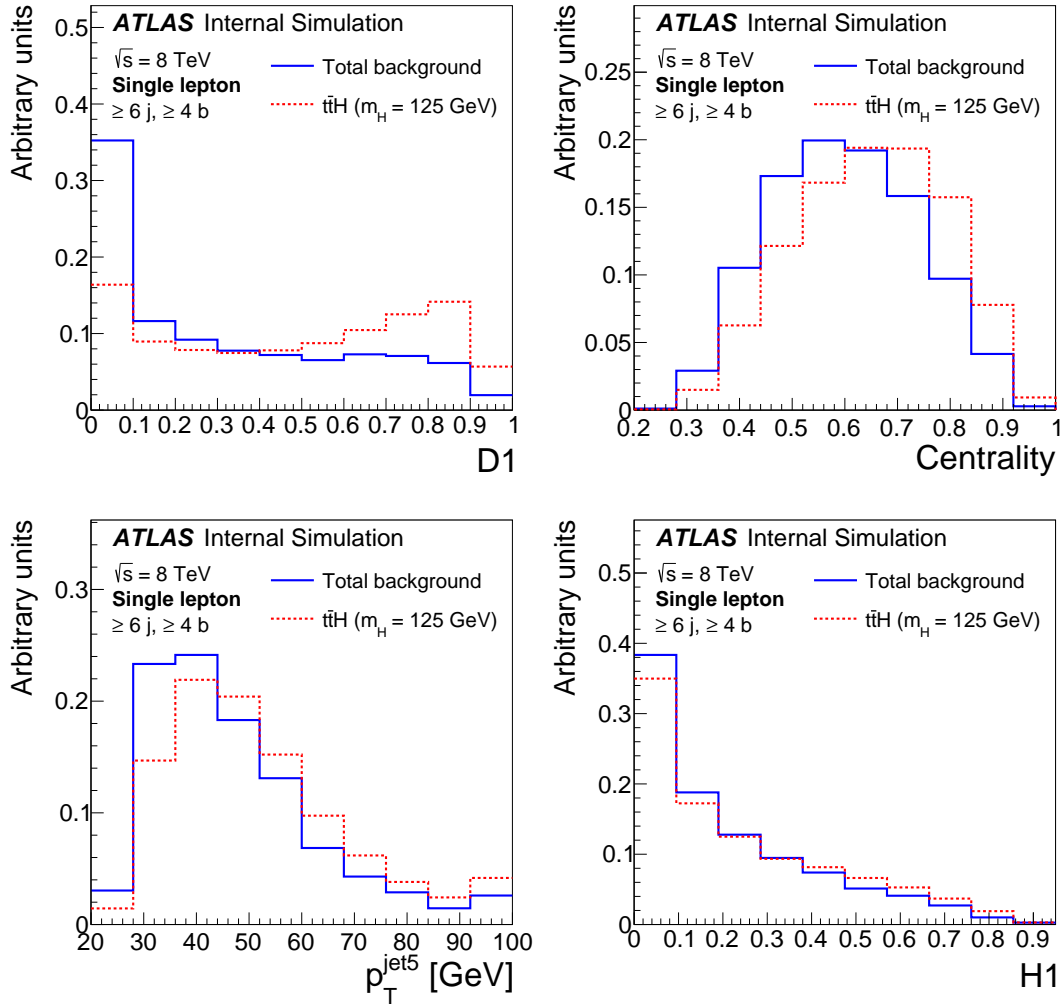 Arbitrary units
0.5
0.4
0.3
0.2
0.1
0
ATLAS Internal Simulation
√s = 8 TeV
Single lepton
≥ 6 j, ≥ 4 b
Total background
tt̄H (m_H = 125 GeV)
0 0.1 0.2 0.3 0.4 0.5 0.6 0.7 0.8 0.9 1
D1
Arbitrary units
0.25
0.2
0.15
0.1
0.05
0
ATLAS Internal Simulation
√s = 8 TeV
Single lepton
≥ 6 j, ≥ 4 b
Total background
tt̄H (m_H = 125 GeV)
0.2 0.3 0.4 0.5 0.6 0.7 0.8 0.9 1
Centrality
Arbitrary units
0.3
0.2
0.1
0
ATLAS Internal Simulation
√s = 8 TeV
Single lepton
≥ 6 j, ≥ 4 b
Total background
tt̄H (m_H = 125 GeV)
20 30 40 50 60 70 80 90 100
p_T^jet5 [GeV]
Arbitrary units
0.5
0.4
0.3
0.2
0.1
0
ATLAS Internal Simulation
√s = 8 TeV
Single lepton
≥ 6 j, ≥ 4 b
Total background
tt̄H (m_H = 125 GeV)
0 0.1 0.2 0.3 0.4 0.5 0.6 0.7 0.8 0.9
H1